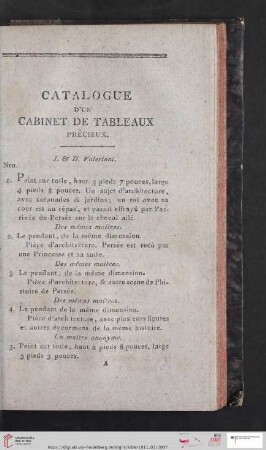 CATALOGUE
D'UN
CABINET DE TABLEAUX
PRÉCIEUX.
J. & D. Valeriani.
Nro.
1. Peint sur toile, haut 3 pieds 7 pouces, large
4 pieds 8 pouces. Un sujet d'architecture,
avec colonades & jardins; un roi avec sa
cour est au répas, et parait effrayé par l'ar-
rivée de Persée sur le cheval ailé.
Des mêmes maîtres.
2. Le pendant, de la même dimension.
Pièce d'architecture. Persée est reçu par
une Princesse et sa suite.
Des mêmes maîtres.
3. Le pendant, de la même dimension.
Pièce d'architecture, & autre scene de l'hi-
stoire de Persée.
Des mêmes maîtres.
4. Le pendant de la même dimension.
Pièce d'architecture, avec plusieurs figures
et autres évenemens de la même histoire.
Un maître anonyme.
5. Peint sur toile, haut 2 pieds 6 pouces, large
3 pieds 3 pouces.
A